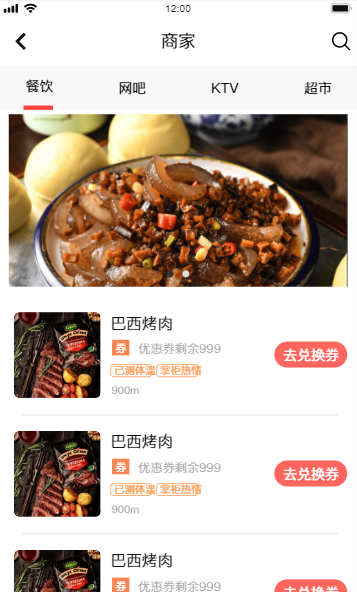 12:00
商家
餐饮 网吧 KTV 超市
巴西烤肉
券 优惠券剩余999
去兑换券
已测体温 掌柜热情
900m
巴西烤肉
券 优惠券剩余999
去兑换券
已测体温 掌柜热情
900m
巴西烤肉
券 优惠券剩余999
去兑换券